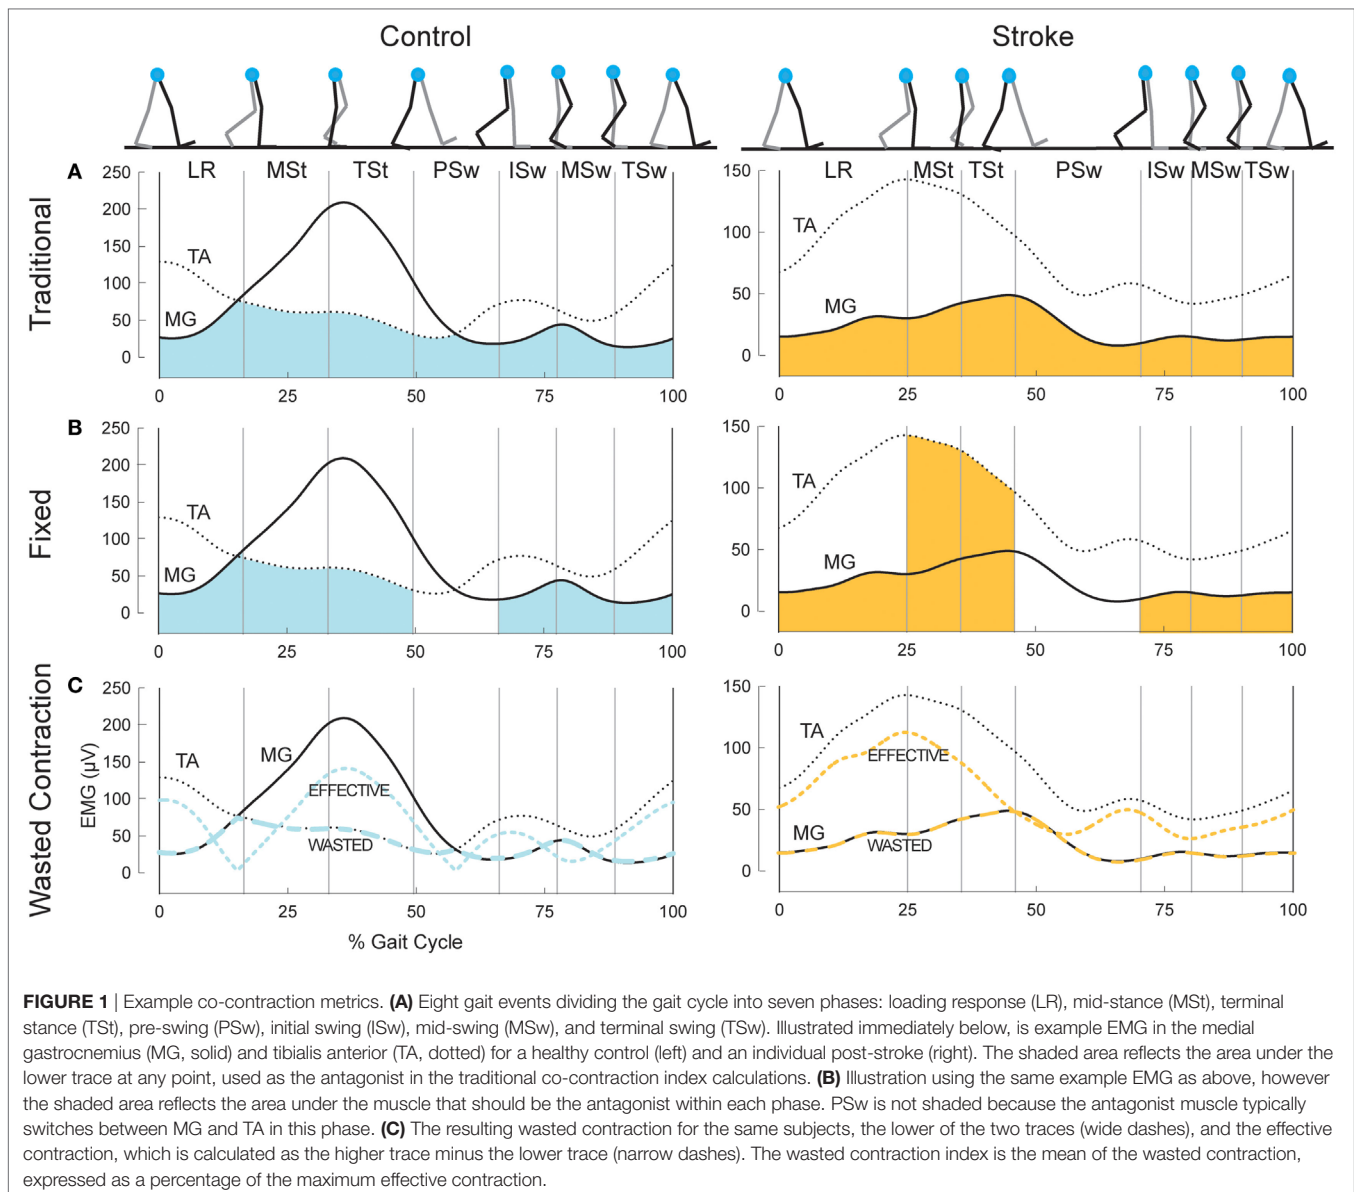 Control
Stroke
A
Traditional
LR MSt TSt PSw ISw MSw TSw
250
200
150
100
50
0
TA
MG
0 25 50 75 100
LR MSt TSt PSw ISw MSw TSw
150
100
50
0
TA
MG
0 25 50 75 100
B
Fixed
250
200
150
100
50
0
TA
MG
0 25 50 75 100
150
100
50
0
TA
MG
0 25 50 75 100
C
Wasted Contraction
EMG (μV)
250
200
150
100
50
0
TA
MG
EFFECTIVE
WASTED
0 25 50 75 100
% Gait Cycle
150
100
50
0
TA
EFFECTIVE
MG
WASTED
0 25 50 75 100
FIGURE 1 | Example co-contraction metrics. (A) Eight gait events dividing the gait cycle into seven phases: loading response (LR), mid-stance (MSt), terminal
stance (TSt), pre-swing (PSw), initial swing (ISw), mid-swing (MSw), and terminal swing (TSw). Illustrated immediately below, is example EMG in the medial
gastrocnemius (MG, solid) and tibialis anterior (TA, dotted) for a healthy control (left) and an individual post-stroke (right). The shaded area reflects the area under the
lower trace at any point, used as the antagonist in the traditional co-contraction index calculations. (B) Illustration using the same example EMG as above, however
the shaded area reflects the area under the muscle that should be the antagonist within each phase. PSw is not shaded because the antagonist muscle typically
switches between MG and TA in this phase. (C) The resulting wasted contraction for the same subjects, the lower of the two traces (wide dashes), and the effective
contraction, which is calculated as the higher trace minus the lower trace (narrow dashes). The wasted contraction index is the mean of the wasted contraction,
expressed as a percentage of the maximum effective contraction.